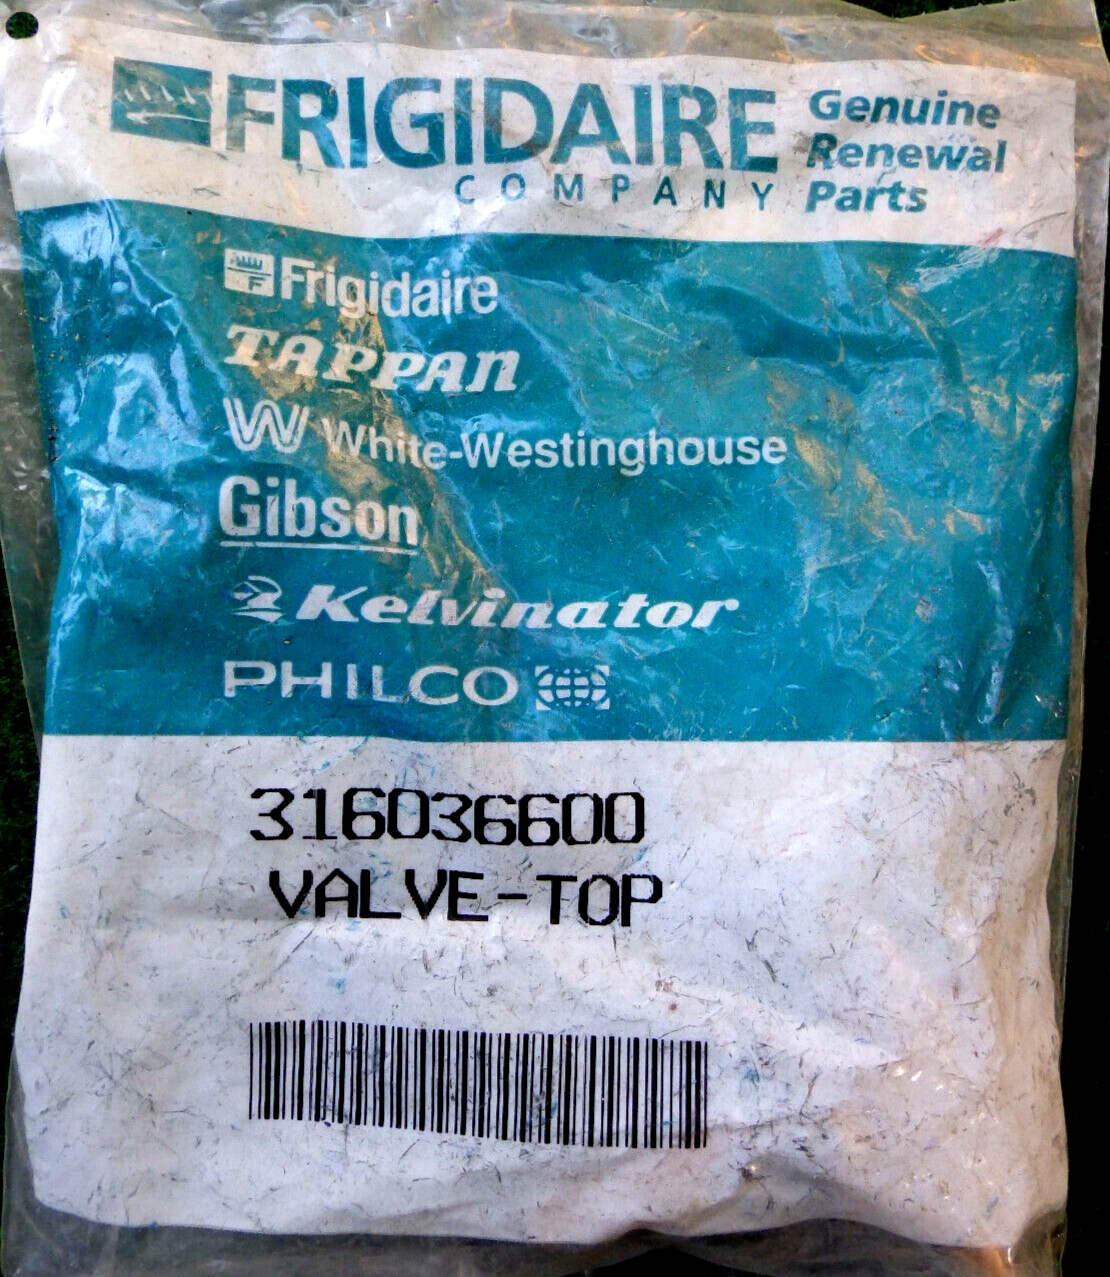 FRIGIDAIRE
COMPANY
Genuine
Renewal
Parts
Frigidaire
TAPPAN
White-Westinghouse
Gibson
Kelvinator
PHILCO
316036600
VALVE-TOP